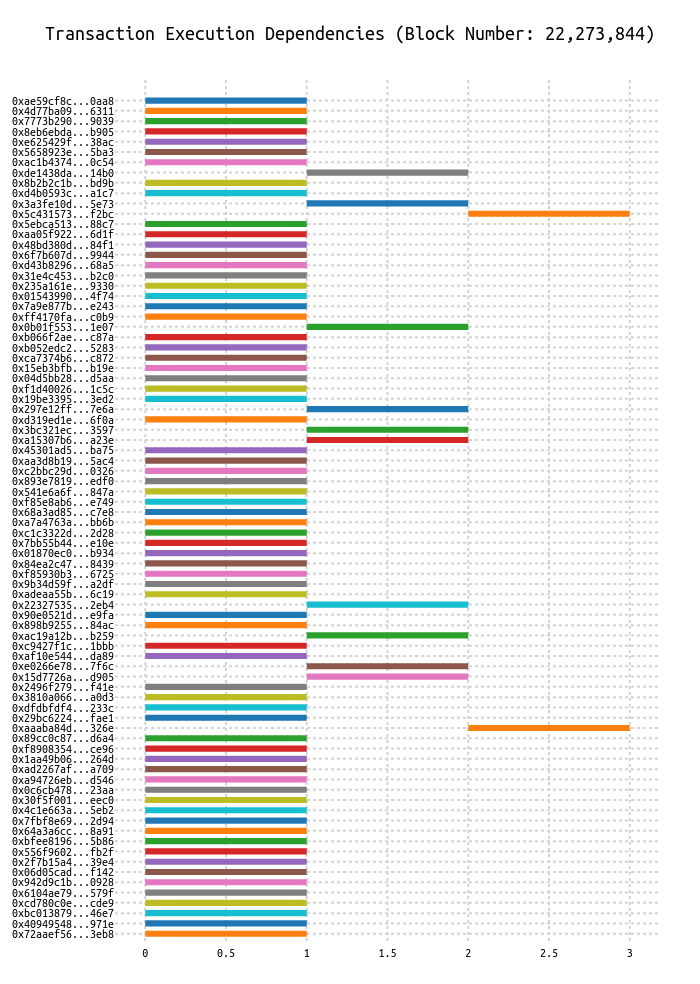 Transaction Execution Dependencies (Block Number: 22,273,844)
0xae59cf8c...0aa8
0x4d77ba09...6311
0x7773b290...9039
0x8eb6ebda...b905
0xe625429f...38ac
0x5658923e...5ba3
0xac1b4374...0c54
0xde1438da...14b0
0x8b2b2c1b...bd9b
0xd4b0593c...a1c7
0x3a3fe10d...5e73
0x5c431573...f2bc
0x5ebca513...88c7
0xaa05f922...6d1f
0x48bd380d...84f1
0x6f7b607d...9944
0xd43b8296...68a5
0x31e4c453...b2c0
0x235a161e...9330
0x01543990...4f74
0x7a9e877b...e243
0xff4170fa...c0b9
0x0b01f553...1e07
0xb066f2ae...c87a
0xb052edc2...5283
0xca7374b6...c872
0x15eb3bfb...b19e
0x04d5bb28...d5aa
0xf1d40026...1c5c
0x19be3395...3ed2
0x297e12ff...7e6a
0xd319ed1e...6f0a
0x3bc321ec...3597
0xa15307b6...a23e
0x45301ad5...ba75
0xaa3d8b19...5ac4
0xc2bbc29d...0326
0x893e7819...edf0
0x541e6a6f...847a
0xf85e8ab6...e749
0x68a3ad85...c7e8
0xa7a4763a...bb6b
0xc1c3322d...2d28
0x7bb55b44...e10e
0x01870ec0...b934
0x84ea2c47...8439
0xf85930b3...6725
0x9b34d59f...a2df
0xadeaa55b...6c19
0x22327535...2eb4
0x90e0521d...e9fa
0x898b9255...84ac
0xac19a12b...b259
0xc9427f1c...1bbb
0xaf10e544...da89
0xe0266e78...7f6c
0x15d7726a...d905
0x2496f279...f41e
0x3810a066...a0d3
0xdfdbfdf4...233c
0x29bc6224...fae1
0xaaaba84d...326e
0x89cc0c87...d6a4
0xf8908354...ce96
0x1aa49b06...264d
0xad2267af...a709
0xa94726eb...d546
0x0c6cb478...23aa
0x30f5f001...eec0
0x4c1e663a...5eb2
0x7fbf8e69...2d94
0x64a3a6cc...8a91
0xbfee8196...5b86
0x556f9602...fb2f
0x2f7b15a4...39e4
0x06d05cad...f142
0x942d9c1b...0928
0x6104ae79...579f
0xcd780c0e...cde9
0xbc013879...46e7
0x40949548...971e
0x72aaef56...3eb8
0 0.5 1 1.5 2 2.5 3